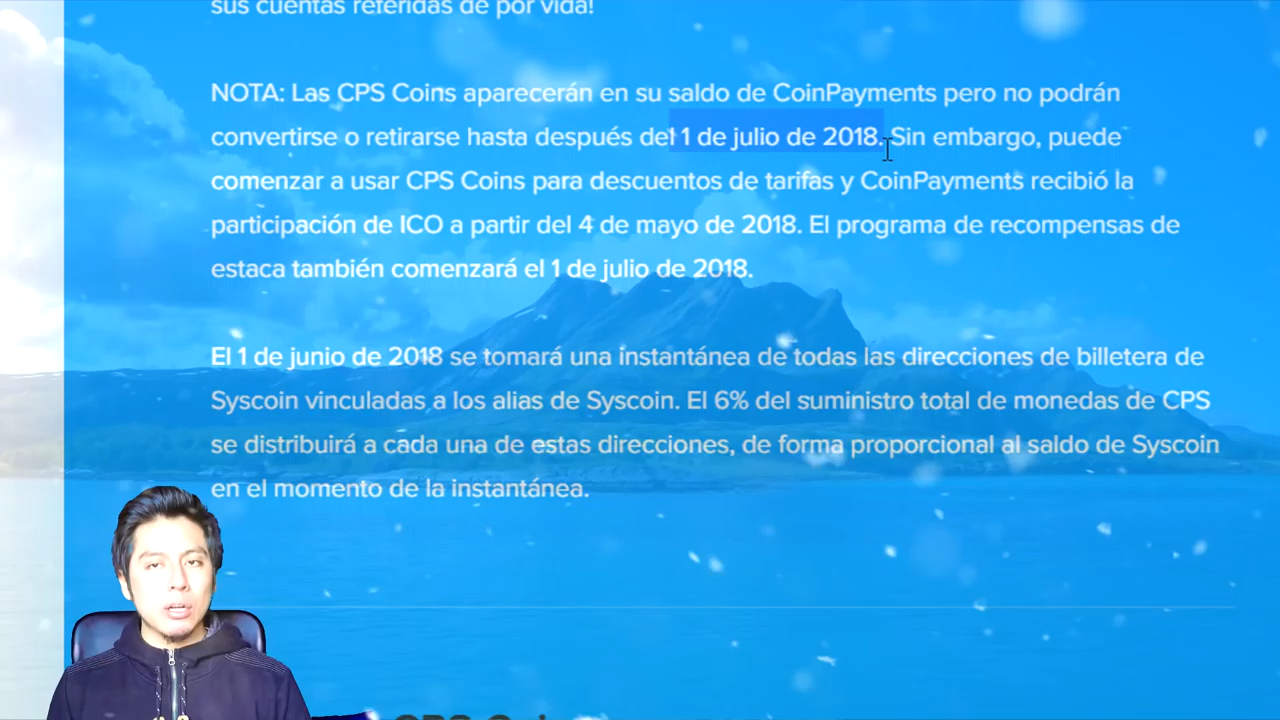 sus cuentas referidas de por vida!
NOTA: Las CPS Coins aparecerán en su saldo de CoinPayments pero no podrán
convertirse o retirarse hasta después del 1 de julio de 2018. Sin embargo, puede
comenzar a usar CPS Coins para descuentos de tarifas y CoinPayments recibió la
participación de ICO a partir del 4 de mayo de 2018. El programa de recompensas de
estaca también comenzará el 1 de julio de 2018.
El 1 de junio de 2018 se tomará una instantánea de todas las direcciones de billetera de
Syscoin vinculadas a los alias de Syscoin. El 6% del suministro total de monedas de CPS
se distribuirá a cada una de estas direcciones, de forma proporcional al saldo de Syscoin
en el momento de la instantánea.